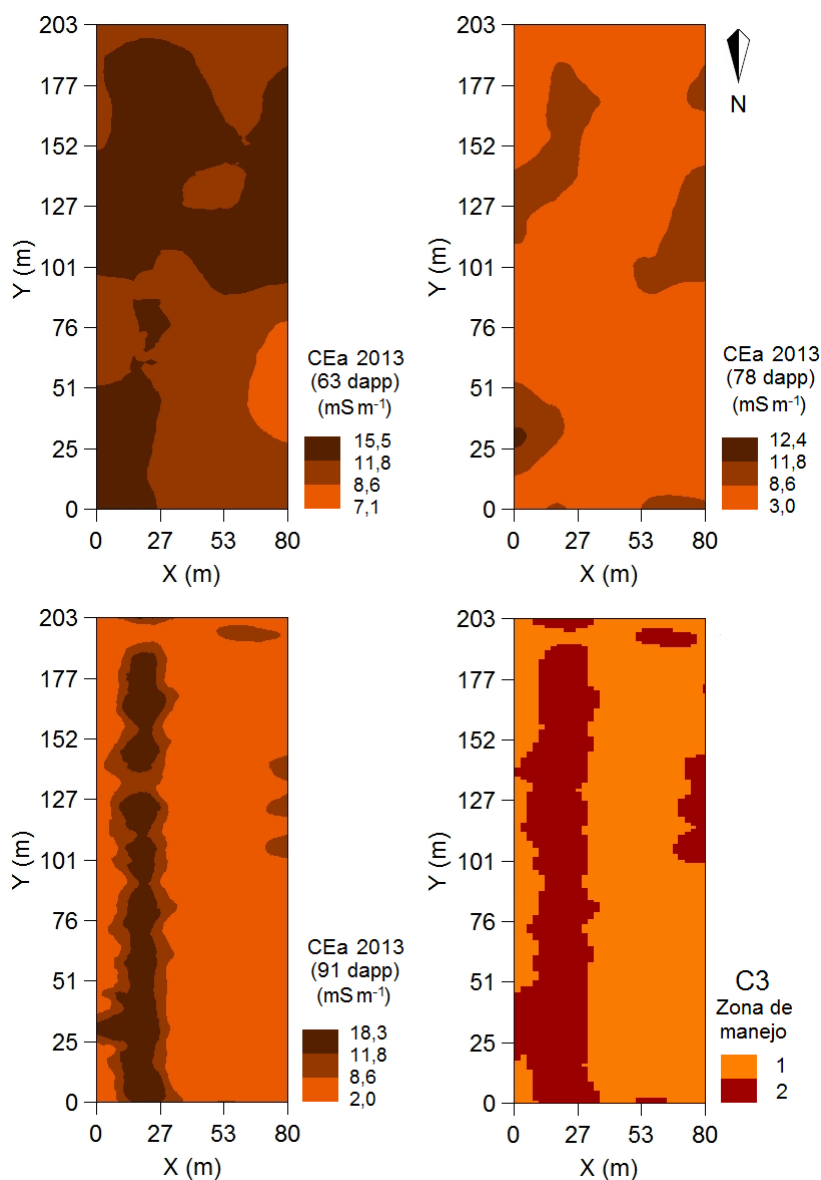 203
177
152
127
101
76
51
25
0
Y (m)
0 27 53 80
X (m)
CEa 2013
(63 dapp)
(mS m⁻¹)
15,5
11,8
8,6
7,1
203
177
152
127
101
76
51
25
0
Y (m)
0 27 53 80
X (m)
N
CEa 2013
(78 dapp)
(mS m⁻¹)
12,4
11,8
8,6
3,0
203
177
152
127
101
76
51
25
0
Y (m)
0 27 53 80
X (m)
CEa 2013
(91 dapp)
(mS m⁻¹)
18,3
11,8
8,6
2,0
203
177
152
127
101
76
51
25
0
Y (m)
0 27 53 80
X (m)
C3
Zona de
manejo
1
2